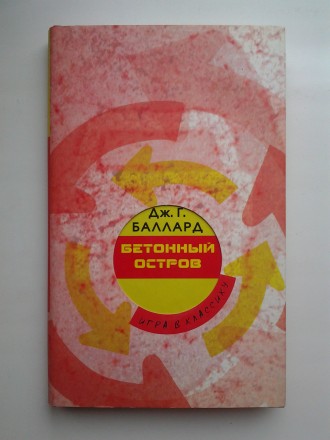 Дж. Г.
БАЛЛАРД
БЕТОННЫЙ
ОСТРОВ
ИГРА В КЛАССИКУ